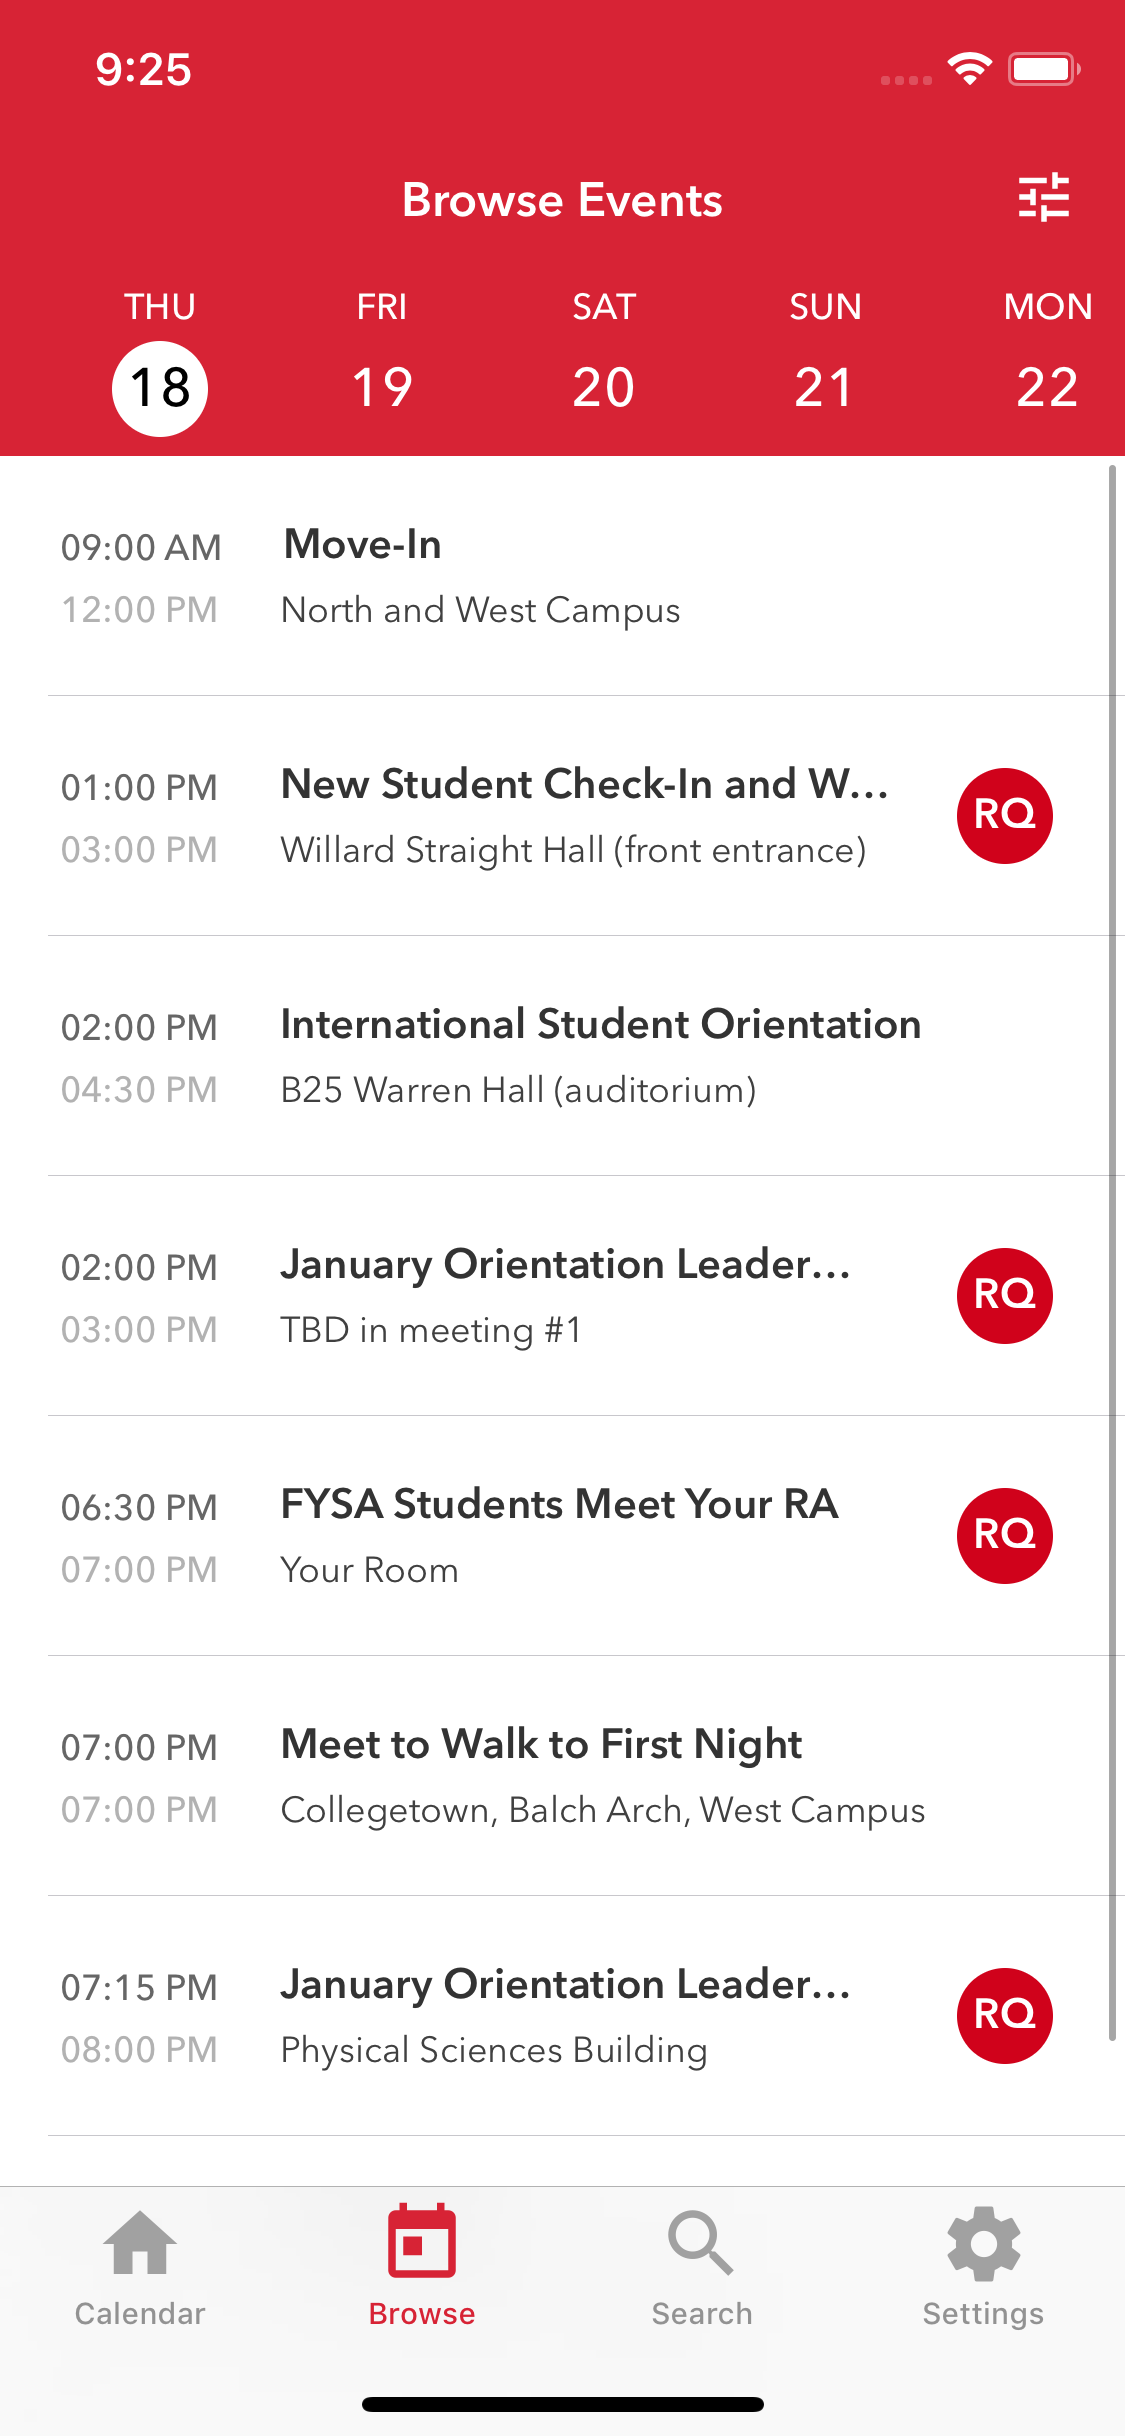 9:25
Browse Events
THU FRI SAT SUN MON
18 19 20 21 22
09:00 AM Move-In
12:00 PM North and West Campus
01:00 PM New Student Check-In and W...
RQ
03:00 PM Willard Straight Hall (front entrance)
02:00 PM International Student Orientation
04:30 PM B25 Warren Hall (auditorium)
02:00 PM January Orientation Leader...
RQ
03:00 PM TBD in meeting #1
06:30 PM FYSA Students Meet Your RA
RQ
07:00 PM Your Room
07:00 PM Meet to Walk to First Night
07:00 PM Collegetown, Balch Arch, West Campus
07:15 PM January Orientation Leader...
RQ
08:00 PM Physical Sciences Building
Calendar Browse Search Settings